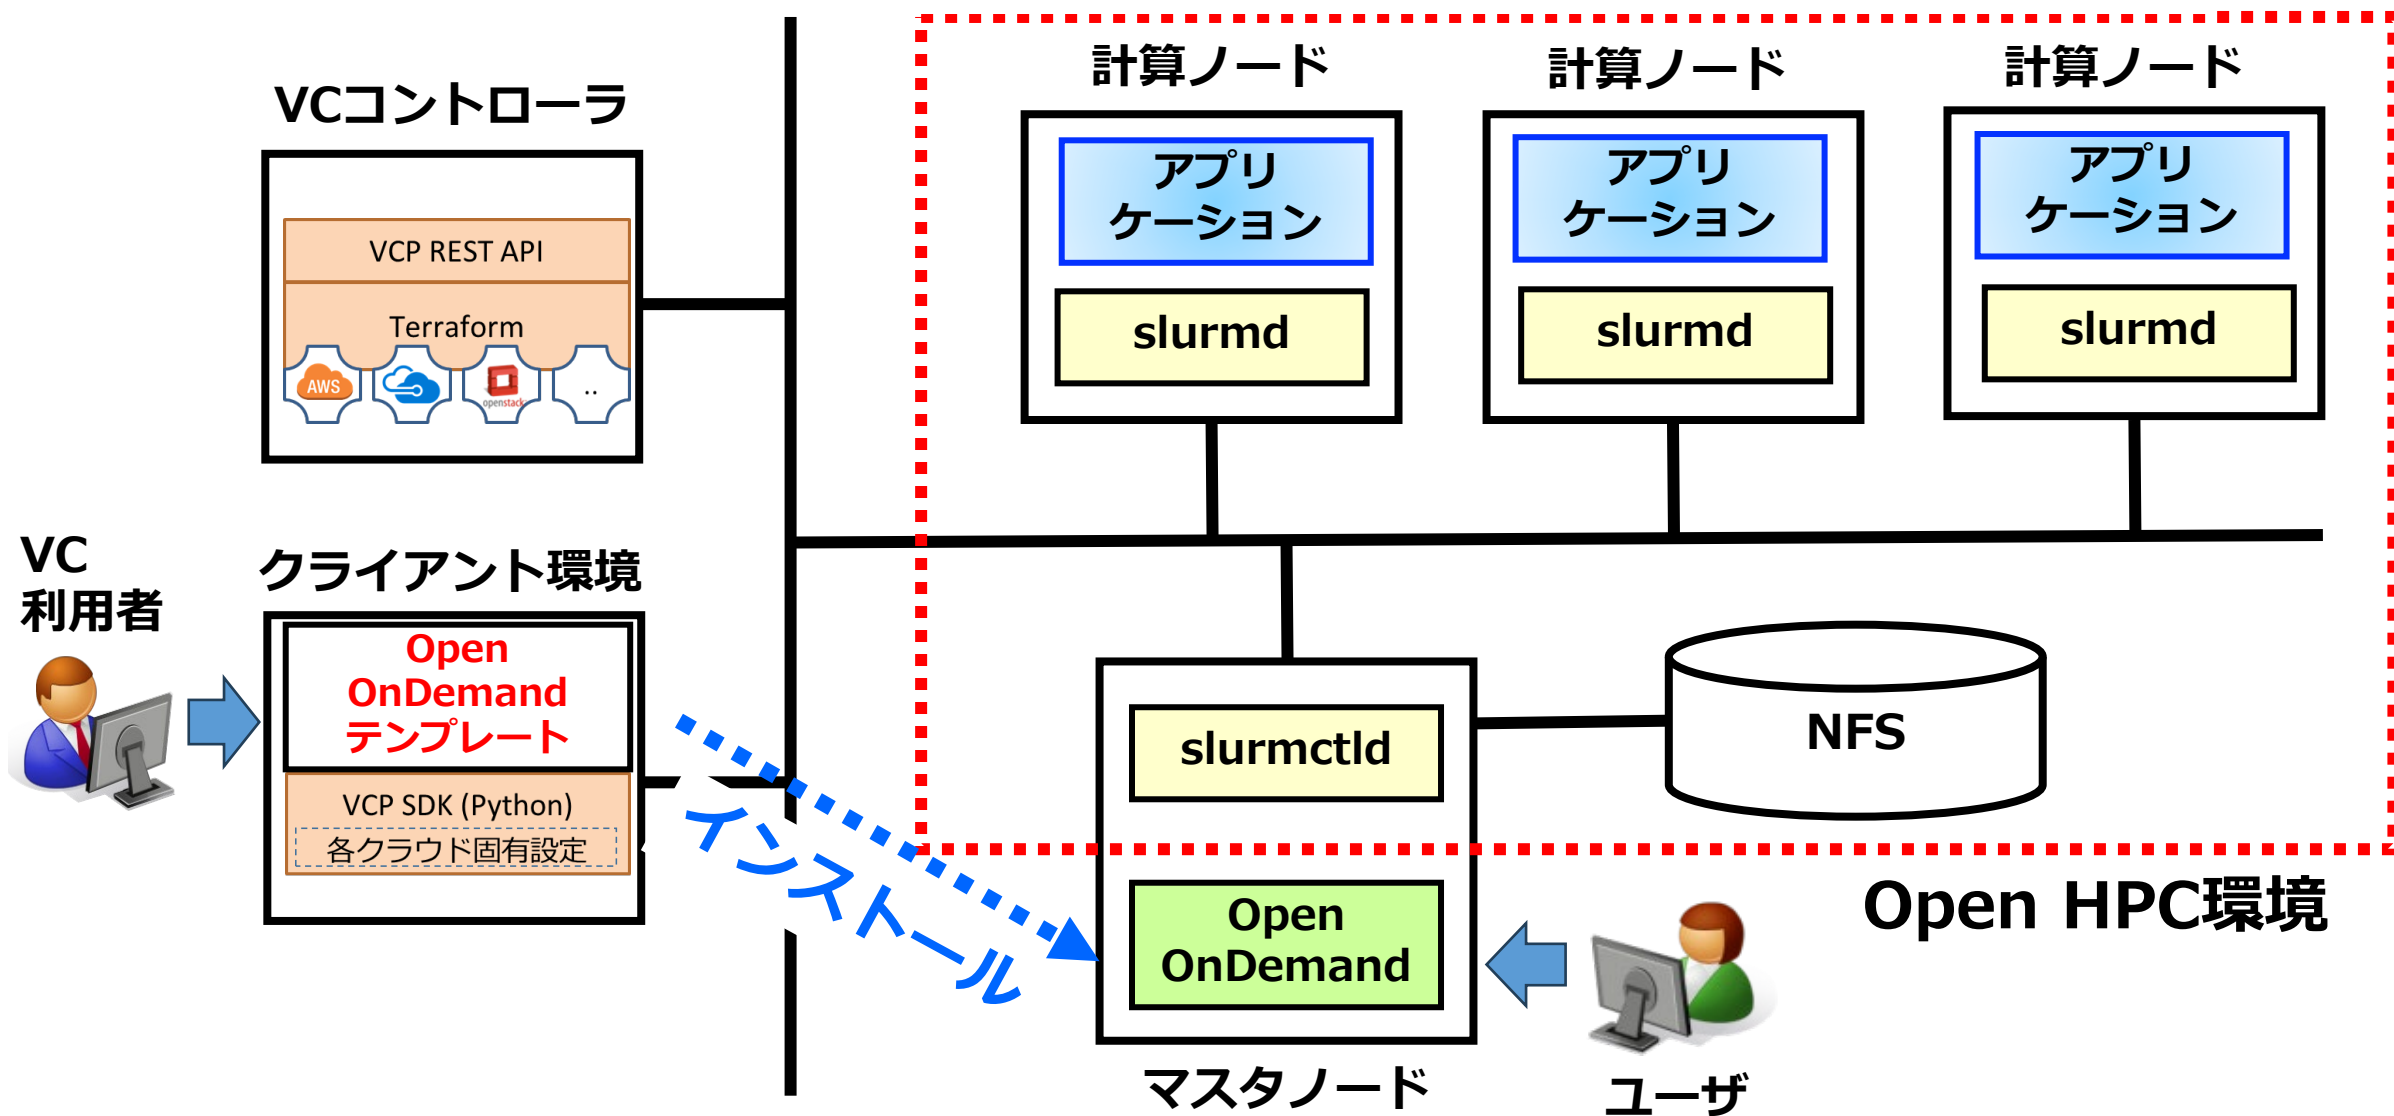 VCコントローラ
VCP REST API
Terraform
AWS
openstack
..
VC
利用者
クライアント環境
Open
OnDemand
テンプレート
VCP SDK (Python)
各クラウド固有設定
インストール
計算ノード
アプリ
ケーション
slurmd
計算ノード
アプリ
ケーション
slurmd
計算ノード
アプリ
ケーション
slurmd
slurmctld
NFS
Open
OnDemand
マスタノード
ユーザ
Open HPC環境